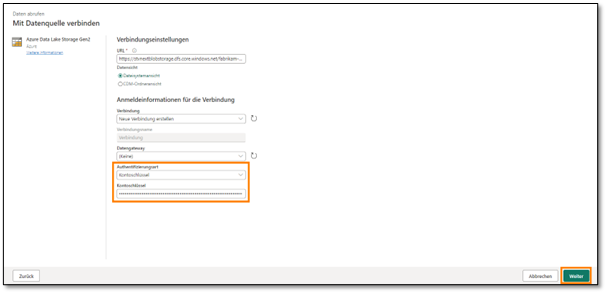 Daten abrufen
Mit Datenquelle verbinden
Azure Data Lake Storage Gen2
Azure
Weitere Informationen
Verbindungseinstellungen
URL *
https://stvnextblobstorage.dfs.core.windows.net/fabrikam-...
Datensicht
Dateisystemansicht
CDM-Ordneransicht
Anmeldeinformationen für die Verbindung
Verbindung
Neue Verbindung erstellen
Verbindungsname
Verbindung
Datengateway
(Keine)
Authentifizierungsart
Kontoschlüssel
Kontoschlüssel
Zurück
Abbrechen
Weiter